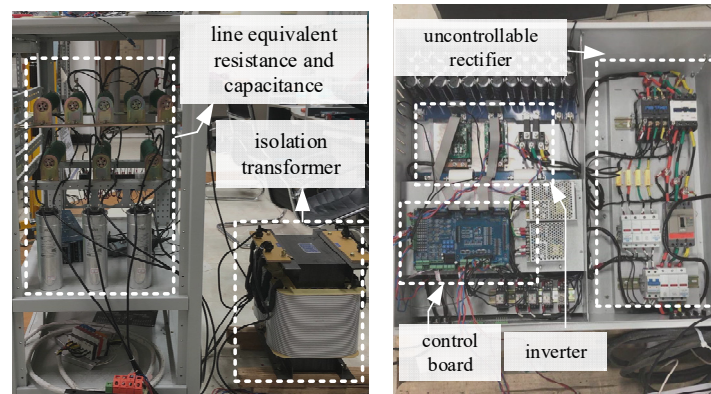 line equivalent
resistance and
capacitance
isolation
transformer
uncontrollable
rectifier
control
board
inverter